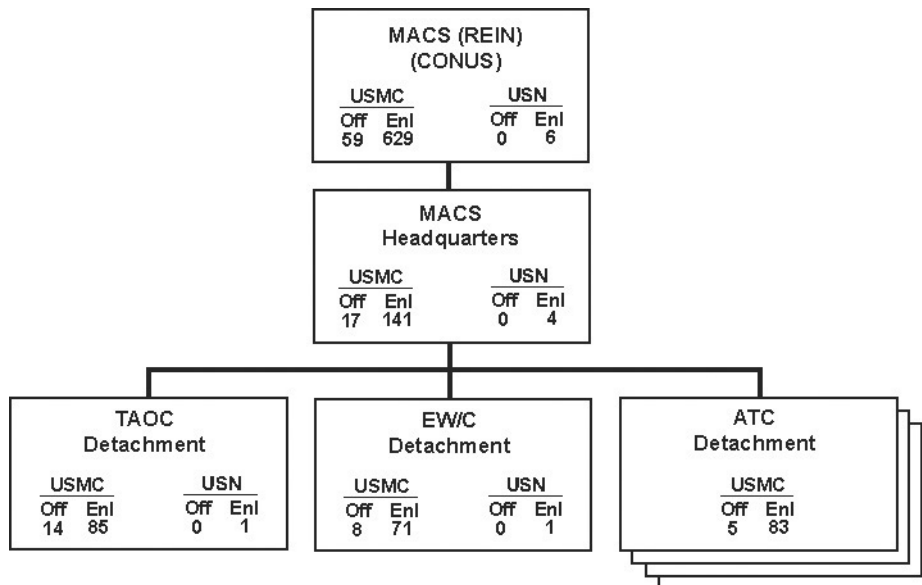 MACS (REIN)
(CONUS)
USMC USN
Off Enl Off Enl
59 629 0 6
MACS
Headquarters
USMC USN
Off Enl Off Enl
17 141 0 4
TAOC
Detachment
USMC USN
Off Enl Off Enl
14 85 0 1
EW/C
Detachment
USMC USN
Off Enl Off Enl
8 71 0 1
ATC
Detachment
USMC
Off Enl
5 83